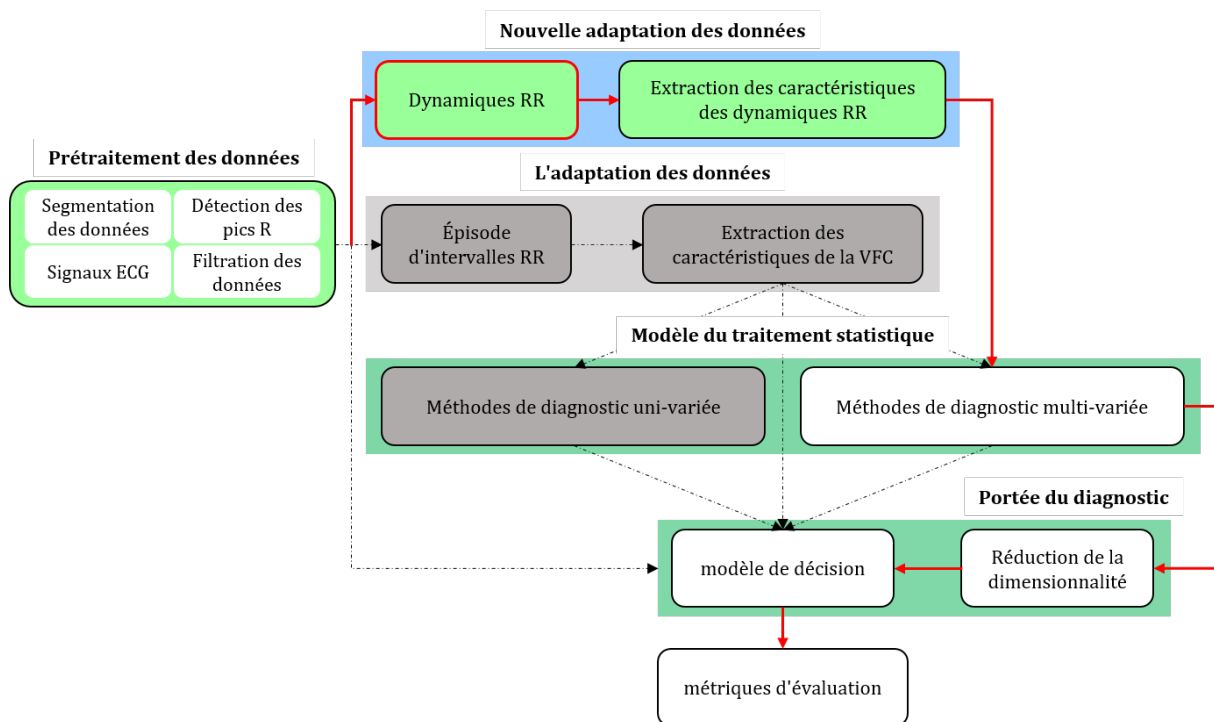 Nouvelle adaptation des données
Dynamiques RR
Extraction des caractéristiques
des dynamiques RR
Prétraitement des données
Segmentation
des données
Détection des
pics R
Signaux ECG
Filtration des
données
L'adaptation des données
Épisode
d'intervalles RR
Extraction des
caractéristiques de la VFC
Modèle du traitement statistique
Méthodes de diagnostic uni-variée
Méthodes de diagnostic multi-variée
Portée du diagnostic
modèle de décision
Réduction de la
dimensionnalité
métriques d'évaluation